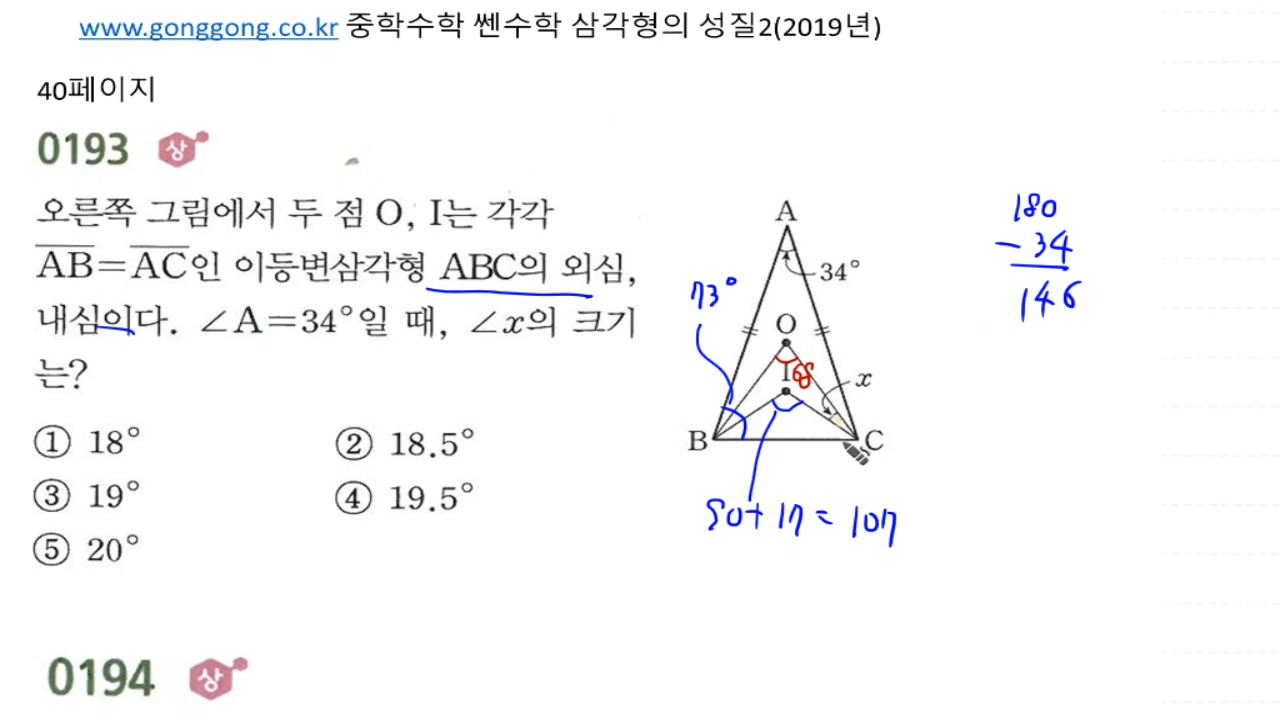 www.gonggong.co.kr 중학수학 쎈수학 삼각형의 성질2(2019년)
40페이지
0193 상
오른쪽 그림에서 두 점 O, I는 각각
AB=AC인 이등변삼각형 ABC의 외심,
내심이다. ∠A=34°일 때, ∠x의 크기
는?
① 18° ② 18.5°
③ 19° ④ 19.5°
⑤ 20°
A
34°
73°
O
I 68
x
B C
90+17=107
180
-34
146
0194 상